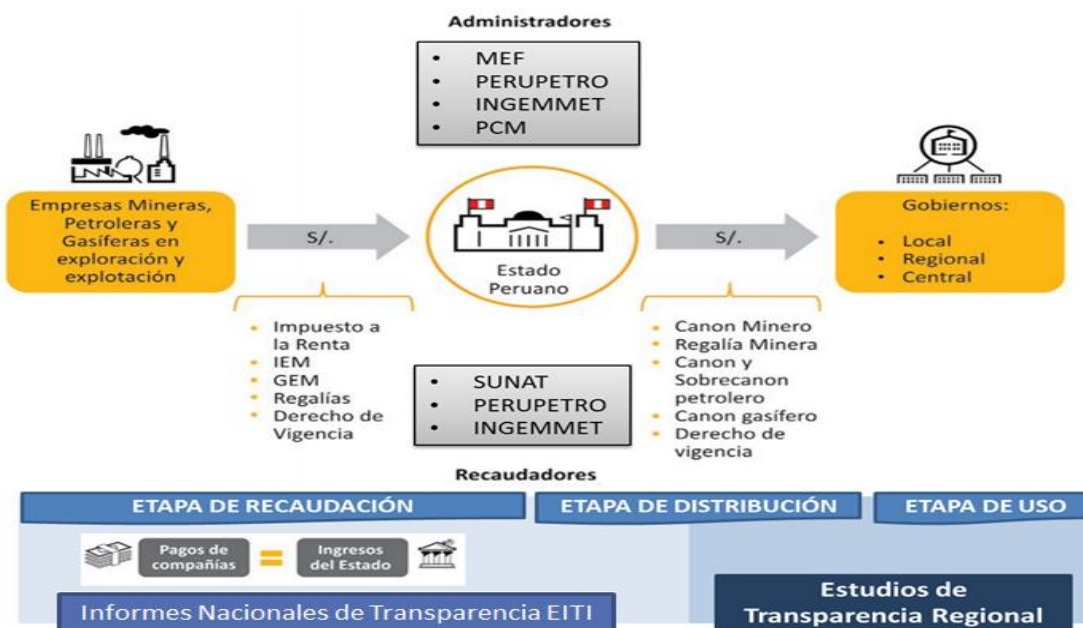 Administradores
• MEF
• PERUPETRO
• INGEMMET
• PCM
Empresas Mineras,
Petroleras y
Gasíferas en
exploración y
explotación
S/.
Estado
Peruano
S/.
Gobiernos:
• Local
• Regional
• Central
• Impuesto a
la Renta
• IEM
• GEM
• Regalías
• Derecho de
Vigencia
• SUNAT
• PERUPETRO
• INGEMMET
• Canon Minero
• Regalía Minera
• Canon y
Sobrecanon
petrolero
• Canon gasífero
• Derecho de
vigencia
Recaudadores
ETAPA DE RECAUDACIÓN
ETAPA DE DISTRIBUCIÓN
ETAPA DE USO
Pagos de
compañías
=
Ingresos
del Estado
Informes Nacionales de Transparencia EITI
Estudios de
Transparencia Regional